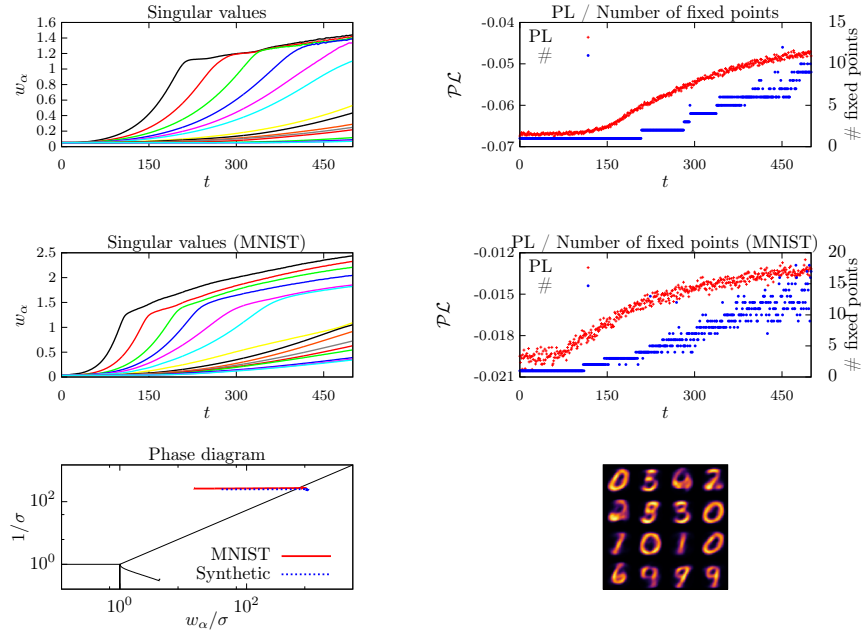 Singular values
1.6
1.4
1.2
1
0.8
0.6
0.4
0.2
0
w_α
0 150 300 450
t
PL / Number of fixed points
-0.04
-0.05
-0.06
-0.07
PL
PL
#
15
10
5
0
# fixed points
0 150 300 450
t
Singular values (MNIST)
2.5
2
1.5
1
0.5
0
w_α
0 150 300 450
t
PL / Number of fixed points (MNIST)
-0.012
-0.015
-0.018
-0.021
PL
PL
#
20
15
10
5
0
# fixed points
0 150 300 450
t
Phase diagram
10²
10⁰
1/σ
MNIST
Synthetic
10⁰ 10²
w_α/σ